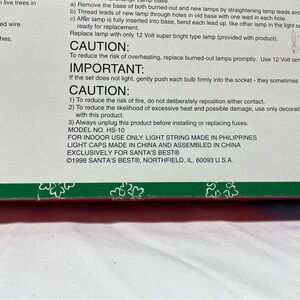 live trees in
a) Remove the base of both burned-out and new lamps by straightening lamp leads and
b) Thread leads of new lamp through holes in old base with one lead in each hole.
ed wire
c) After lamp is fully inserted into base, bend each lead up, like other lamp in the light se
ready for replacement.
Replace lamp with only 12 Volt super bright type lamp (provided with product).
CAUTION:
To reduce the risk of overheating, replace burned-out lamps promptly. Use 12 Volt
IMPORTANT:
If the set does not light, gently push each bulb firmly into the socket - they sometimes
CAUTION:
1) To reduce the risk of fire, do not deliberately reposition either contact.
2) To reduce the likelihood of excessive heat and possible damage, use only decorati
with this product.
3) Always unplug this product before changing lamps or fuses.
MODEL NO. HS-10
FOR INDOOR USE ONLY. LIGHT STRING MADE IN PHILIPPINES
LIGHT CAPS MADE IN CHINA AND ASSEMBLED IN CHINA
EXCLUSIVELY FOR SANTA'S BEST®
©1998 SANTA'S BEST®, NORTHFIELD, IL. 60093 U.S.A.